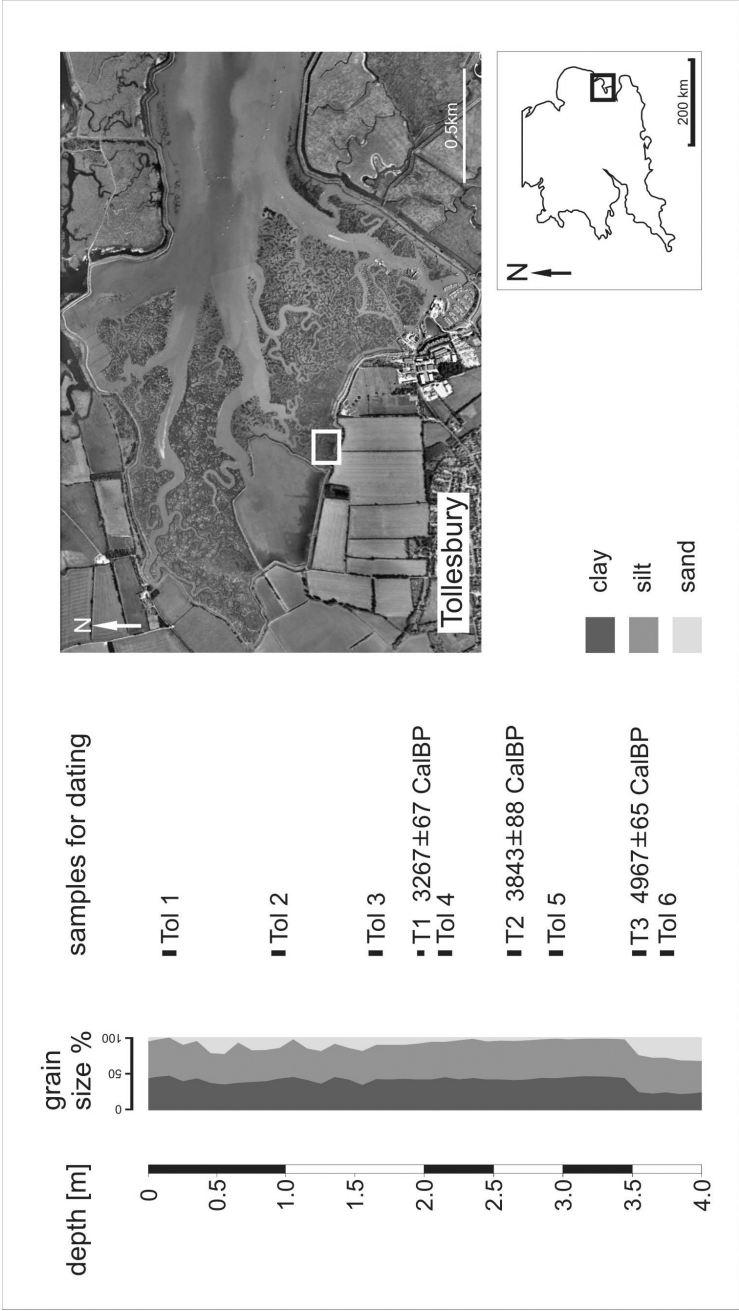 depth [m]
0
0.5
1.0
1.5
2.0
2.5
3.0
3.5
4.0
grain
size %
0
50
100
samples for dating
Tol 1
Tol 2
Tol 3
T1 3267±67 CalBP
Tol 4
T2 3843±88 CalBP
Tol 5
T3 4967±65 CalBP
Tol 6
N
Tollesbury
0.5km
clay
silt
sand
N
200 km